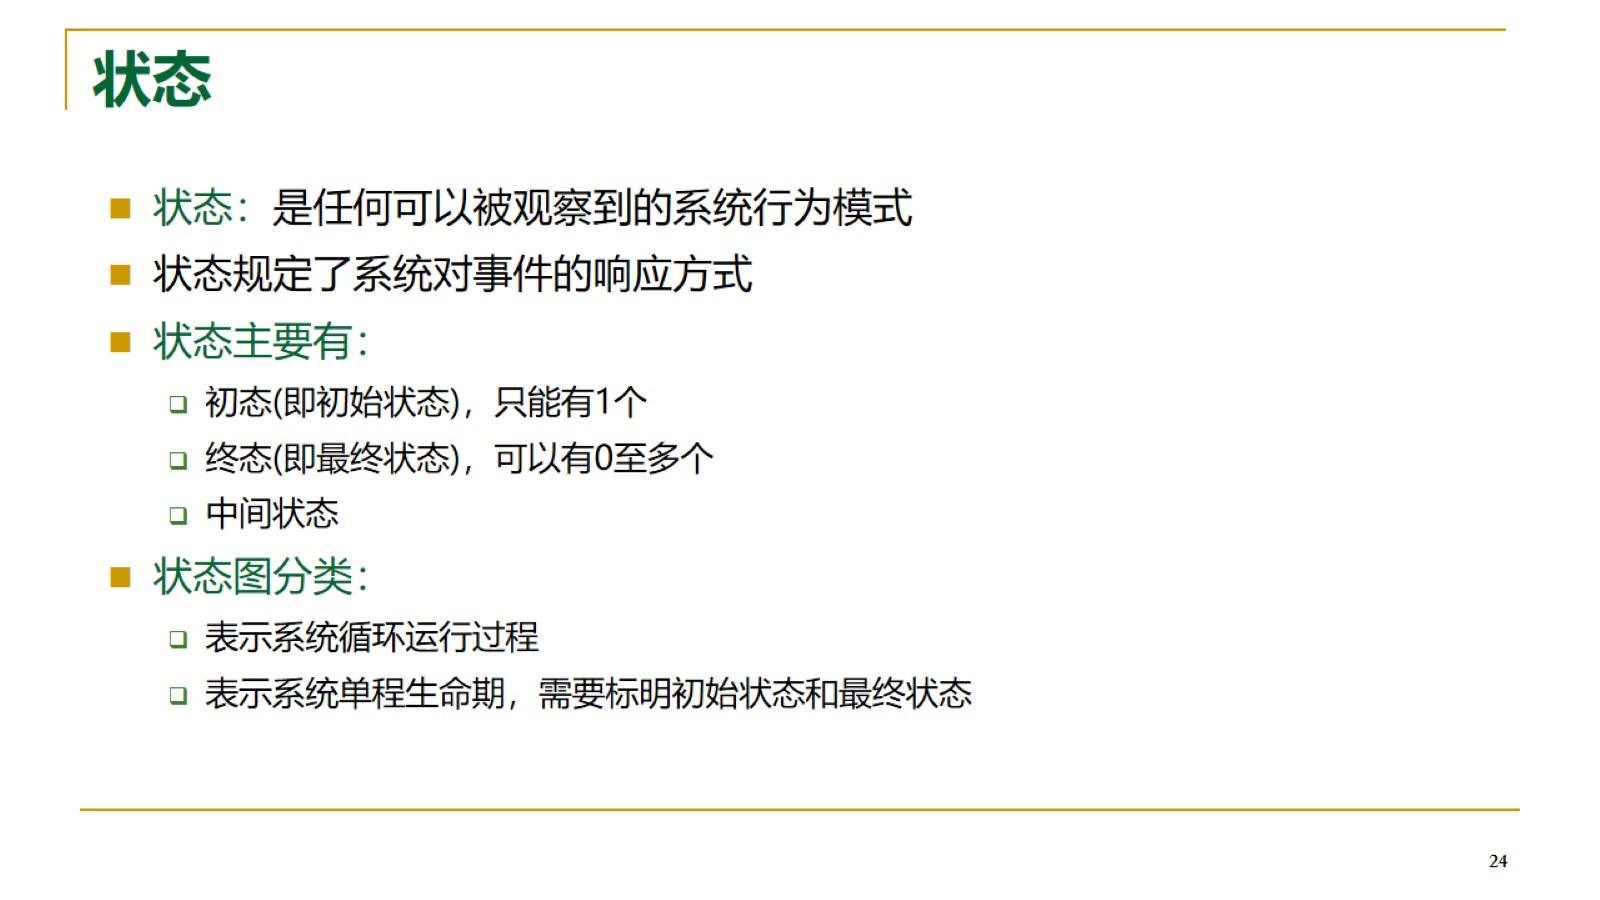 状态
状态：是任何可以被观察到的系统行为模式
状态规定了系统对事件的响应方式
状态主要有：
初态(即初始状态)，只能有1个
终态(即最终状态)，可以有0至多个
中间状态
状态图分类：
表示系统循环运行过程
表示系统单程生命期，需要标明初始状态和最终状态
24